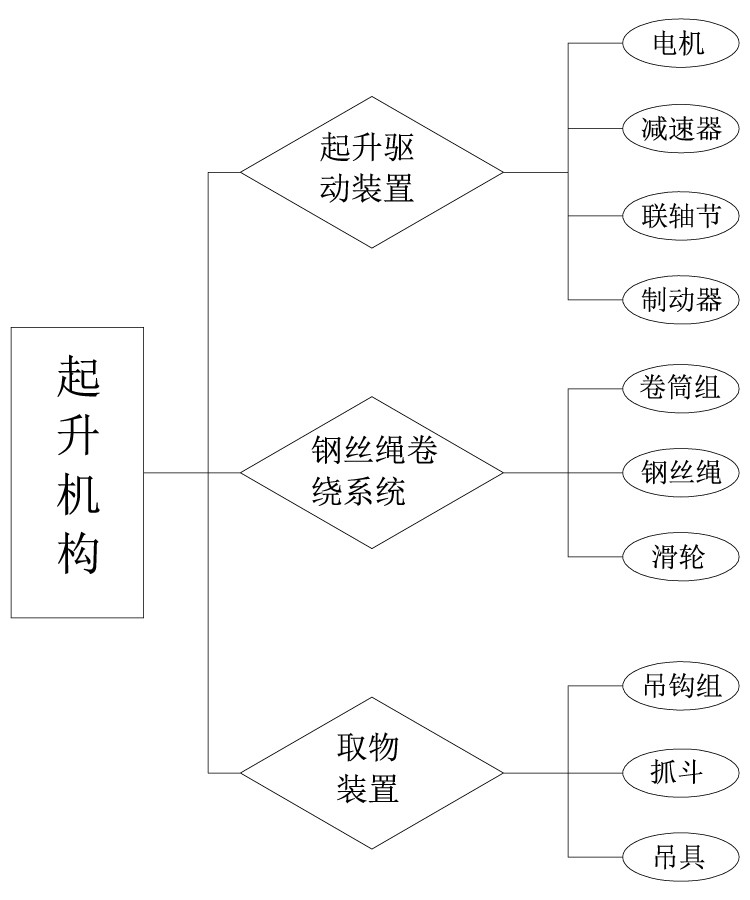 起升机构
起升驱
动装置
电机
减速器
联轴节
制动器
钢丝绳卷
绕系统
卷筒组
钢丝绳
滑轮
取物
装置
吊钩组
抓斗
吊具